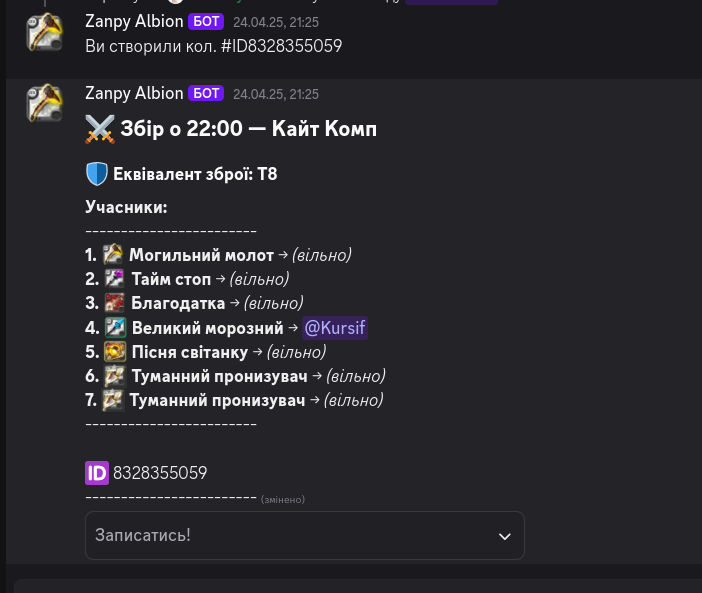 Zanpy Albion БОТ 24.04.25, 21:25
Ви створили кол. #ID8328355059
Zanpy Albion БОТ 24.04.25, 21:25
Збір о 22:00 — Кайт Комп
Еквівалент зброї: T8
Учасники:
------------------------
1. Могильний молот → (вільно)
2. Тайм стоп → (вільно)
3. Благодатка → (вільно)
4. Великий морозний → @Kursif
5. Пісня світанку → (вільно)
6. Туманний пронизувач → (вільно)
7. Туманний пронизувач → (вільно)
------------------------
ID 8328355059
------------------------ (змінено)
Записатись!